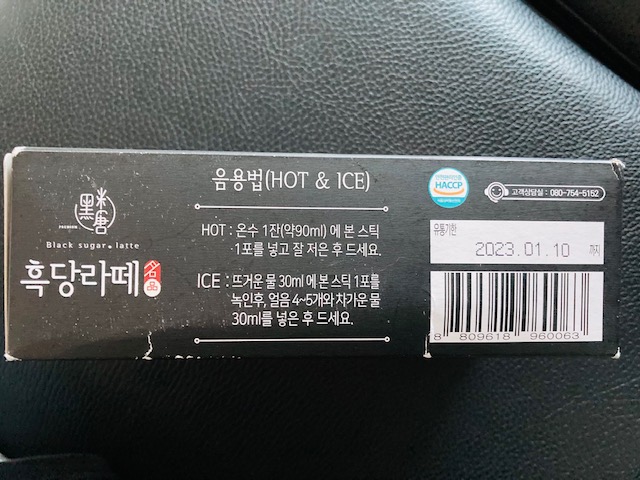 黑糖
PREMIUM
Black sugar latte
흑당라떼
名品
음용법(HOT & ICE)
HOT : 온수 1잔(약90ml) 에 본 스틱
1포를 넣고 잘 저은 후 드세요.
ICE : 뜨거운 물 30ml에 본 스틱 1포를
녹인후, 얼음 4~5개와 차가운 물
30ml를 넣은 후 드세요.
HACCP
고객상담실 : 080-754-5152
유통기한
2023.01.10 까지
8 809618 960063